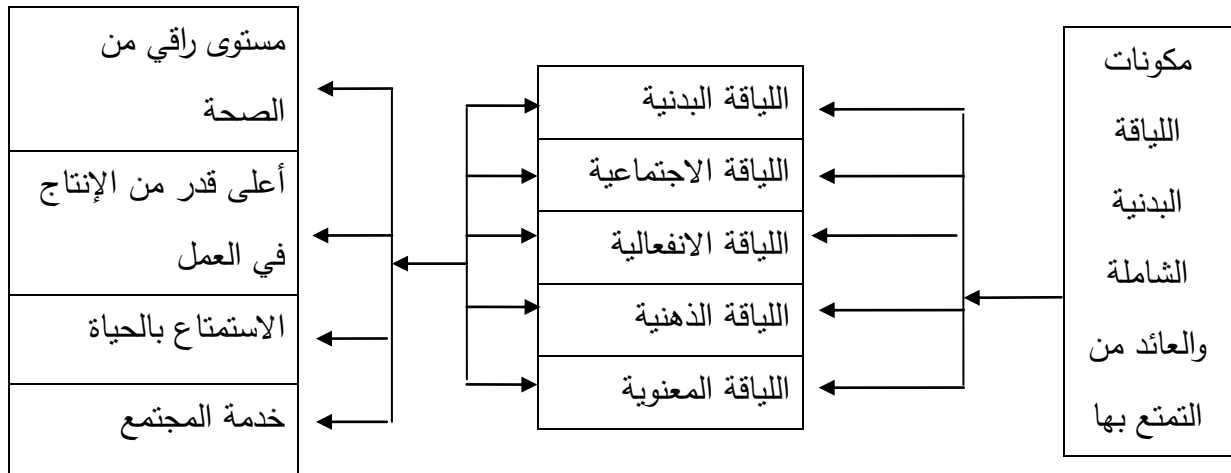 مكونات
اللياقة
البدنية
الشاملة
والعائد من
التمتع بها
اللياقة البدنية
اللياقة الاجتماعية
اللياقة الانفعالية
اللياقة الذهنية
اللياقة المعنوية
مستوى راقي من
الصحة
أعلى قدر من الإنتاج
في العمل
الاستمتاع بالحياة
خدمة المجتمع